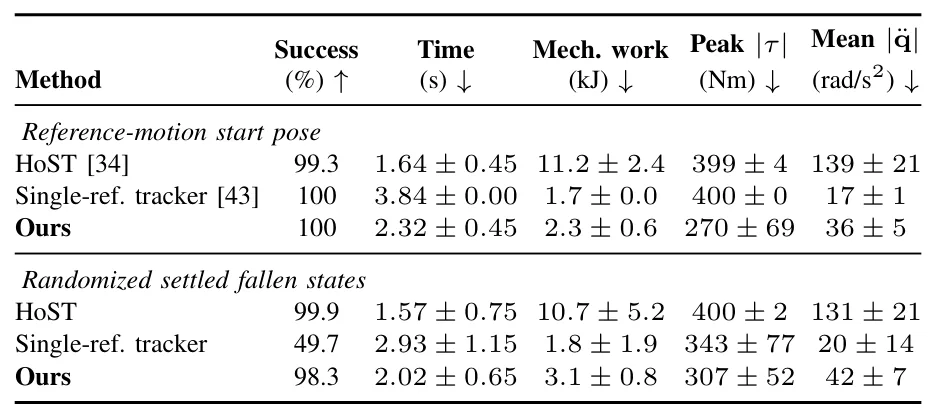 Method Success (%) ↑ Time (s) ↓ Mech. work (kJ) ↓ Peak |τ| (Nm) ↓ Mean |q̈| (rad/s²) ↓
Reference-motion start pose
HoST [34] 99.3 1.64 ± 0.45 11.2 ± 2.4 399 ± 4 139 ± 21
Single-ref. tracker [43] 100 3.84 ± 0.00 1.7 ± 0.0 400 ± 0 17 ± 1
Ours 100 2.32 ± 0.45 2.3 ± 0.6 270 ± 69 36 ± 5
Randomized settled fallen states
HoST 99.9 1.57 ± 0.75 10.7 ± 5.2 400 ± 2 131 ± 21
Single-ref. tracker 49.7 2.93 ± 1.15 1.8 ± 1.9 343 ± 77 20 ± 14
Ours 98.3 2.02 ± 0.65 3.1 ± 0.8 307 ± 52 42 ± 7